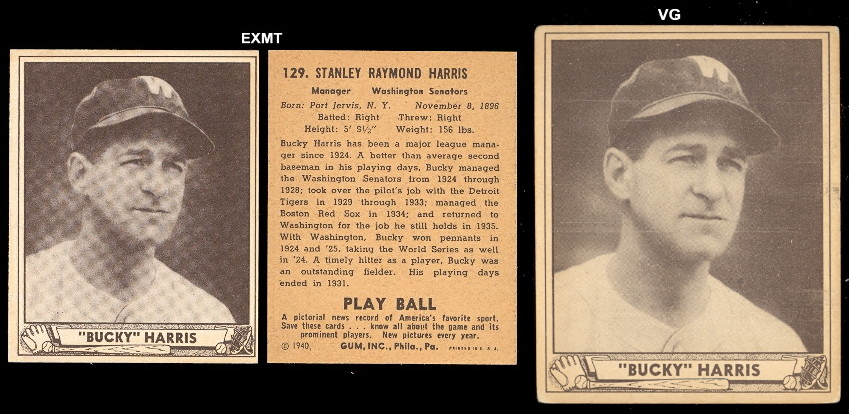 EXMT
VG
W
"BUCKY" HARRIS
129. STANLEY RAYMOND HARRIS
Manager Washington Senators
Born: Port Jervis, N. Y. November 8, 1896
Batted: Right Threw: Right
Height: 5' 9½" Weight: 156 lbs.
Bucky Harris has been a major league mana-
ger since 1924. A better than average second
baseman in his playing days, Bucky managed
the Washington Senators from 1924 through
1928; took over the pilot's job with the Detroit
Tigers in 1929 through 1933; managed the
Boston Red Sox in 1934; and returned to
Washington for the job he still holds in 1935.
With Washington, Bucky won pennants in
1924 and '25, taking the World Series as well
in '24. A timely hitter as a player, Bucky was
an outstanding fielder. His playing days
ended in 1931.
PLAY BALL
A pictorial news record of America's favorite sport.
Save these cards . . . know all about the game and its
prominent players. New pictures every year.
© 1940, GUM, INC., Phila., Pa. PRINTED IN U. S. A.
W
"BUCKY" HARRIS